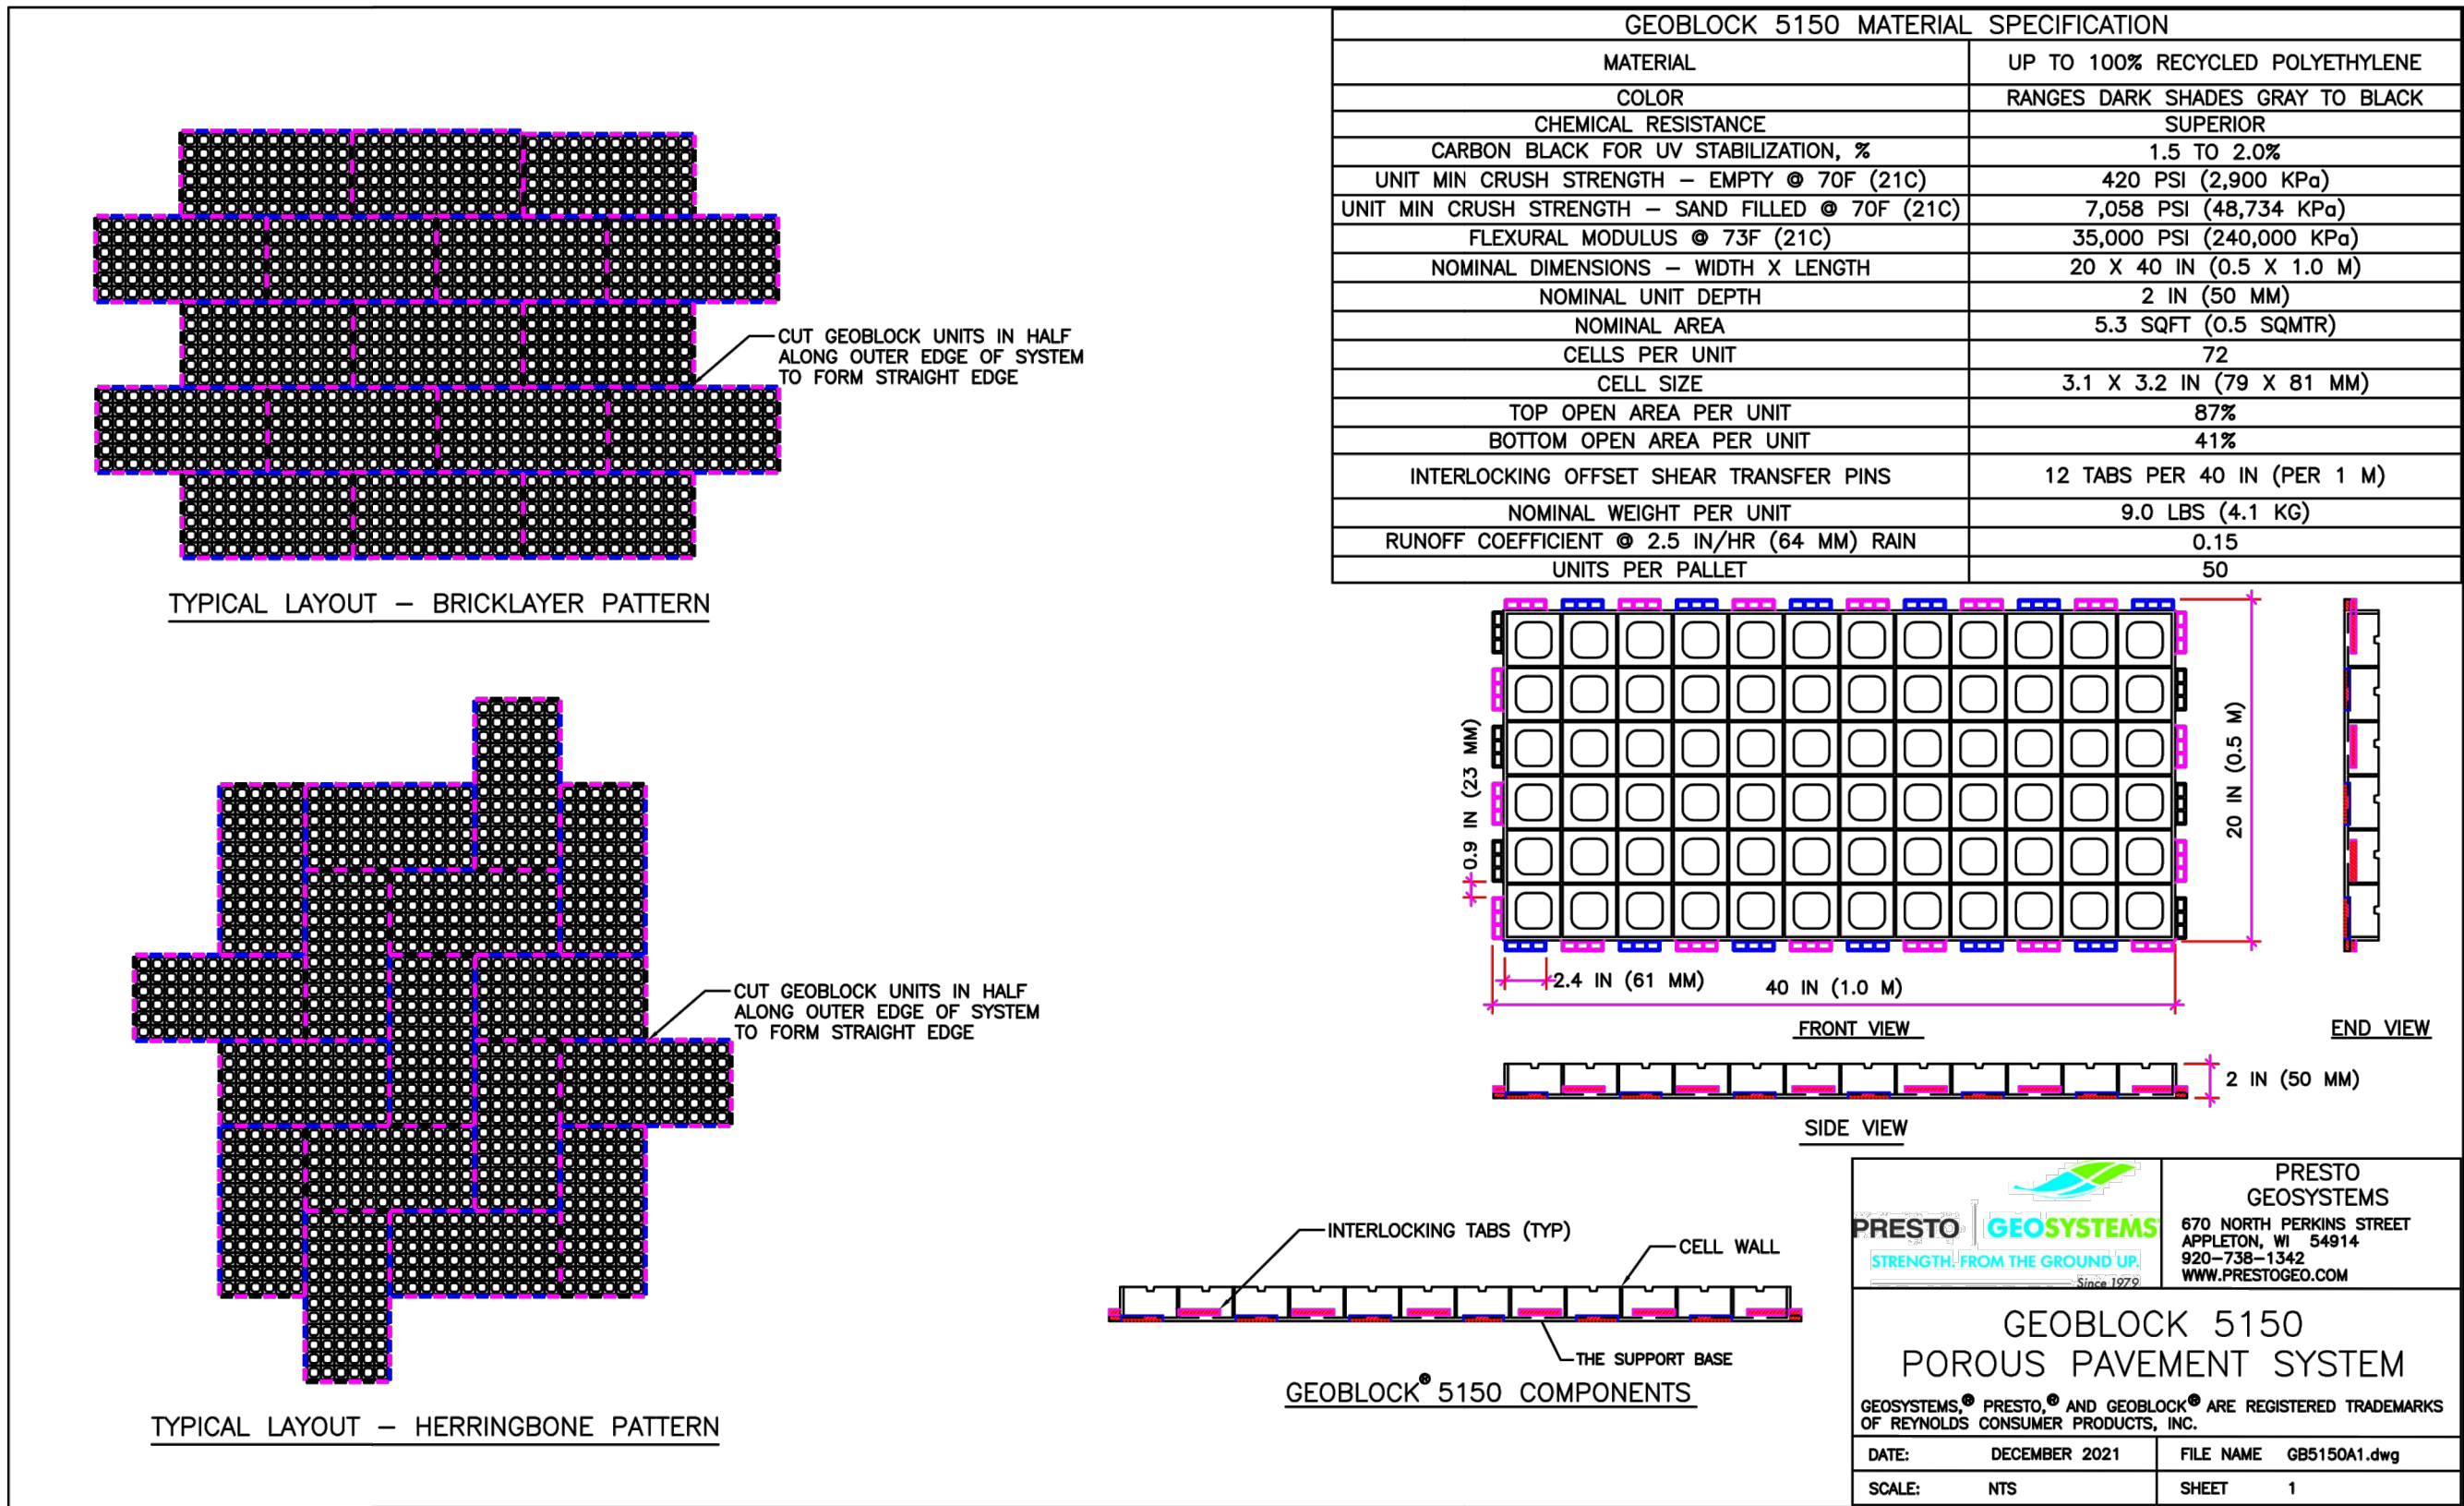 GEOBLOCK 5150 MATERIAL SPECIFICATION
MATERIAL UP TO 100% RECYCLED POLYETHYLENE
COLOR RANGES DARK SHADES GRAY TO BLACK
CHEMICAL RESISTANCE SUPERIOR
CARBON BLACK FOR UV STABILIZATION, % 1.5 TO 2.0%
UNIT MIN CRUSH STRENGTH – EMPTY @ 70F (21C) 420 PSI (2,900 KPa)
UNIT MIN CRUSH STRENGTH – SAND FILLED @ 70F (21C) 7,058 PSI (48,734 KPa)
FLEXURAL MODULUS @ 73F (21C) 35,000 PSI (240,000 KPa)
NOMINAL DIMENSIONS – WIDTH X LENGTH 20 X 40 IN (0.5 X 1.0 M)
NOMINAL UNIT DEPTH 2 IN (50 MM)
NOMINAL AREA 5.3 SQFT (0.5 SQMTR)
CELLS PER UNIT 72
CELL SIZE 3.1 X 3.2 IN (79 X 81 MM)
TOP OPEN AREA PER UNIT 87%
BOTTOM OPEN AREA PER UNIT 41%
INTERLOCKING OFFSET SHEAR TRANSFER PINS 12 TABS PER 40 IN (PER 1 M)
NOMINAL WEIGHT PER UNIT 9.0 LBS (4.1 KG)
RUNOFF COEFFICIENT @ 2.5 IN/HR (64 MM) RAIN 0.15
UNITS PER PALLET 50
CUT GEOBLOCK UNITS IN HALF
ALONG OUTER EDGE OF SYSTEM
TO FORM STRAIGHT EDGE
TYPICAL LAYOUT – BRICKLAYER PATTERN
CUT GEOBLOCK UNITS IN HALF
ALONG OUTER EDGE OF SYSTEM
TO FORM STRAIGHT EDGE
TYPICAL LAYOUT – HERRINGBONE PATTERN
0.9 IN (23 MM)
20 IN (0.5 M)
2.4 IN (61 MM)
40 IN (1.0 M)
FRONT VIEW
END VIEW
2 IN (50 MM)
SIDE VIEW
INTERLOCKING TABS (TYP)
CELL WALL
THE SUPPORT BASE
GEOBLOCK® 5150 COMPONENTS
PRESTO GEOSYSTEMS
STRENGTH. FROM THE GROUND UP.
Since 1979
PRESTO
GEOSYSTEMS
670 NORTH PERKINS STREET
APPLETON, WI 54914
920–738–1342
WWW.PRESTOGEO.COM
GEOBLOCK 5150
POROUS PAVEMENT SYSTEM
GEOSYSTEMS,® PRESTO,® AND GEOBLOCK® ARE REGISTERED TRADEMARKS
OF REYNOLDS CONSUMER PRODUCTS, INC.
DATE: DECEMBER 2021
FILE NAME GB5150A1.dwg
SCALE: NTS
SHEET 1